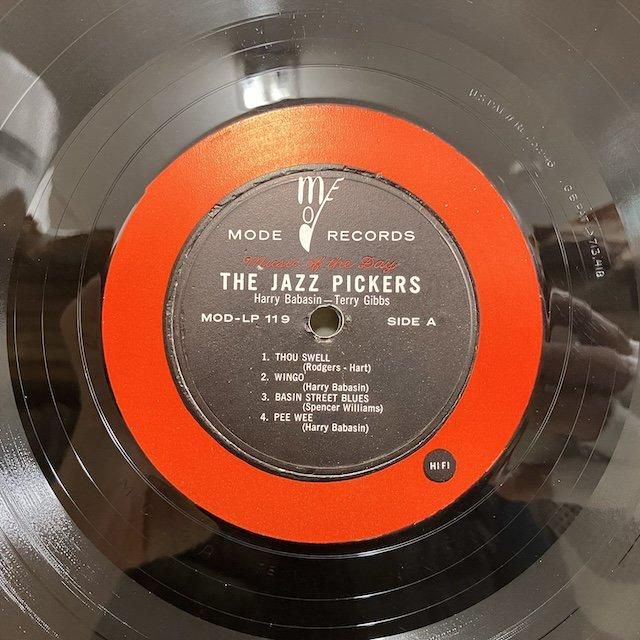 MODE
MODE RECORDS
Music of the Day
THE JAZZ PICKERS
Harry Babasin—Terry Gibbs
MOD-LP 119 SIDE A
1. THOU SWELL
(Rodgers - Hart)
2. WINGO
(Harry Babasin)
3. BASIN STREET BLUES
(Spencer Williams)
4. PEE WEE
(Harry Babasin)
HI FI